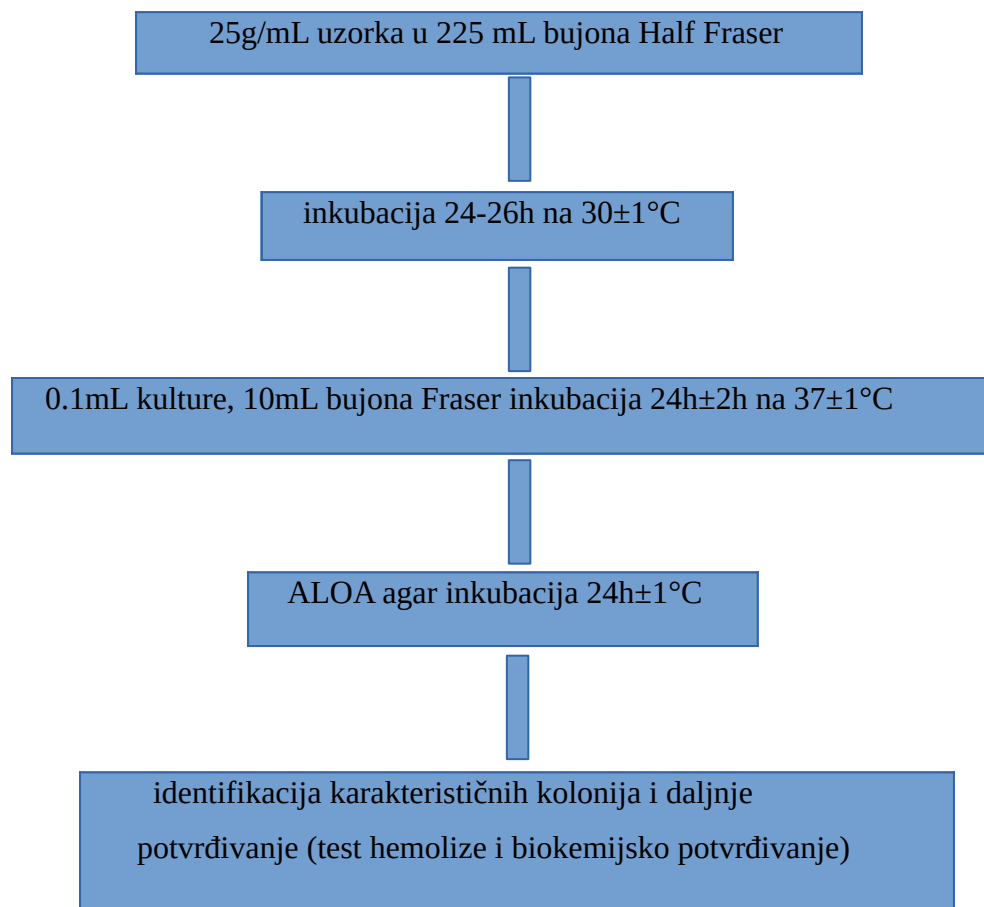 25g/mL uzorka u 225 mL bujona Half Fraser
inkubacija 24-26h na 30±1°C
0.1mL kulture, 10mL bujona Fraser inkubacija 24h±2h na 37±1°C
ALOA agar inkubacija 24h±1°C
identifikacija karakterističnih kolonija i daljnje
potvrđivanje (test hemolize i biokemijsko potvrđivanje)